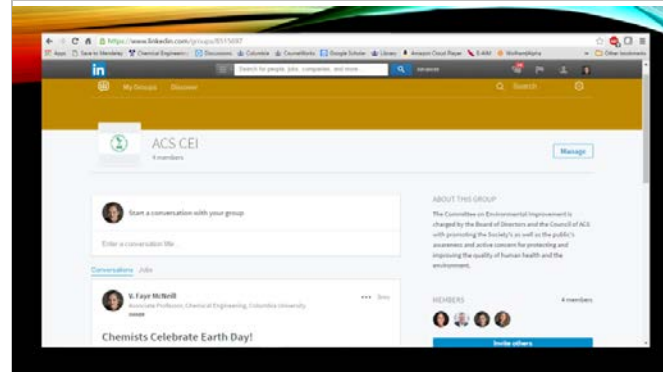 https://www.linkedin.com/groups/8515697
Apps Save to Mendeley Chemical Engineering Discussions Columbia CourseWorks Google Scholar Library Amazon Cloud Player E-AIM WolframAlpha Other bookmarks
in Search for people, jobs, companies, and more... Advanced
My Groups Discover Search
ACS CEI
4 members
Manage
Start a conversation with your group
Enter a conversation title...
Conversations Jobs
V. Faye McNeill
Associate Professor, Chemical Engineering, Columbia University
Chemists Celebrate Earth Day!
ABOUT THIS GROUP
The Committee on Environmental Improvement is
charged by the Board of Directors and the Council of ACS
with promoting the Society's as well as the public's
awareness and active concern for protecting and
improving the quality of human health and the
environment.
MEMBERS 4 members
Invite others